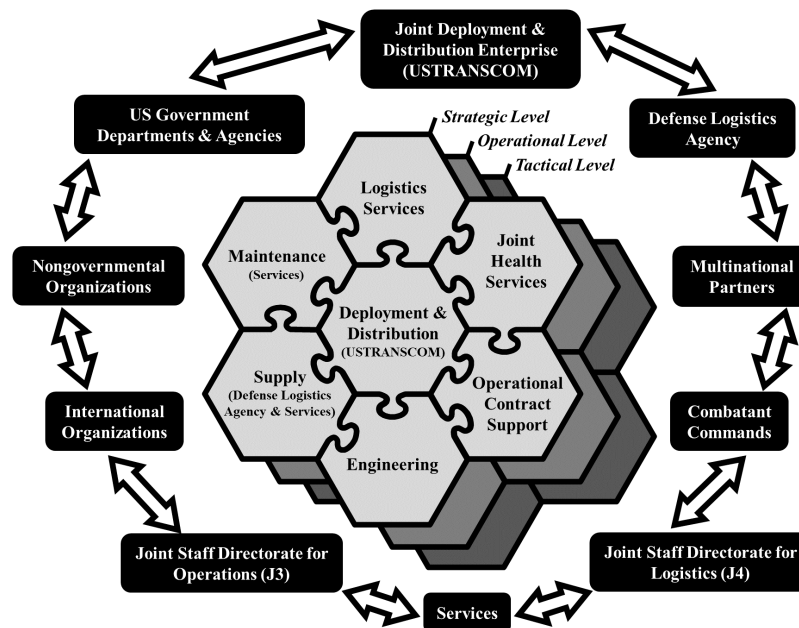 Joint Deployment &
Distribution Enterprise
(USTRANSCOM)
US Government
Departments & Agencies
Defense Logistics
Agency
Strategic Level
Operational Level
Tactical Level
Logistics
Services
Maintenance
(Services)
Joint
Health
Services
Nongovernmental
Organizations
Multinational
Partners
Deployment &
Distribution
(USTRANSCOM)
Supply
(Defense Logistics
Agency & Services)
Operational
Contract
Support
International
Organizations
Combatant
Commands
Engineering
Joint Staff Directorate for
Operations (J3)
Joint Staff Directorate for
Logistics (J4)
Services